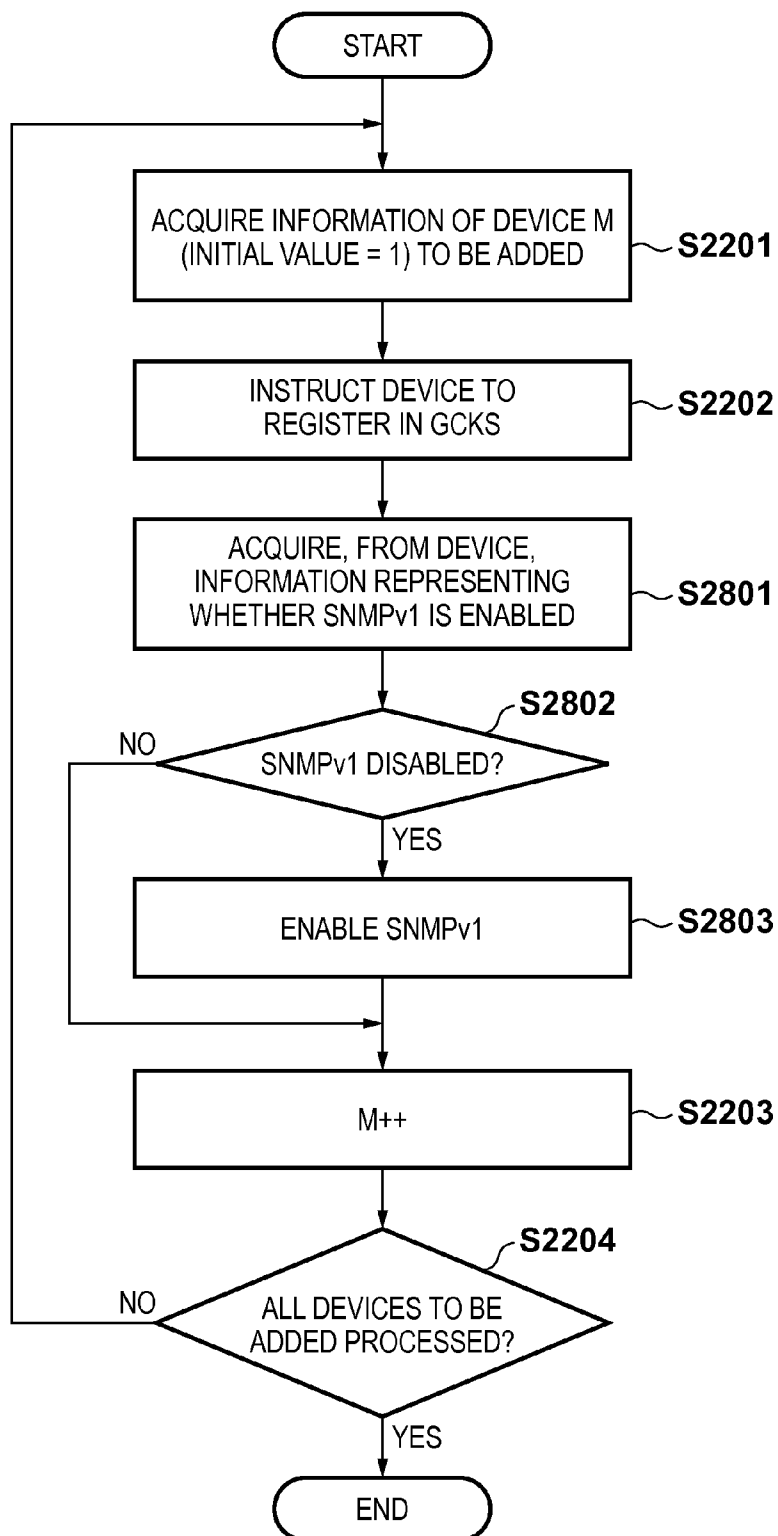 START
ACQUIRE INFORMATION OF DEVICE M
(INITIAL VALUE = 1) TO BE ADDED
S2201
INSTRUCT DEVICE TO
REGISTER IN GCKS
S2202
ACQUIRE, FROM DEVICE,
INFORMATION REPRESENTING
WHETHER SNMPv1 IS ENABLED
S2801
S2802
NO
SNMPv1 DISABLED?
YES
ENABLE SNMPv1
S2803
M++
S2203
S2204
NO
ALL DEVICES TO BE
ADDED PROCESSED?
YES
END